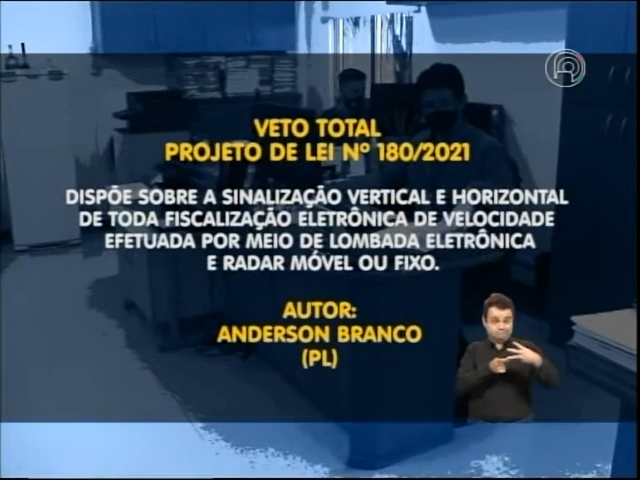 VETO TOTAL
PROJETO DE LEI Nº 180/2021
DISPÕE SOBRE A SINALIZAÇÃO VERTICAL E HORIZONTAL
DE TODA FISCALIZAÇÃO ELETRÔNICA DE VELOCIDADE
EFETUADA POR MEIO DE LOMBADA ELETRÔNICA
E RADAR MÓVEL OU FIXO.
AUTOR:
ANDERSON BRANCO
(PL)